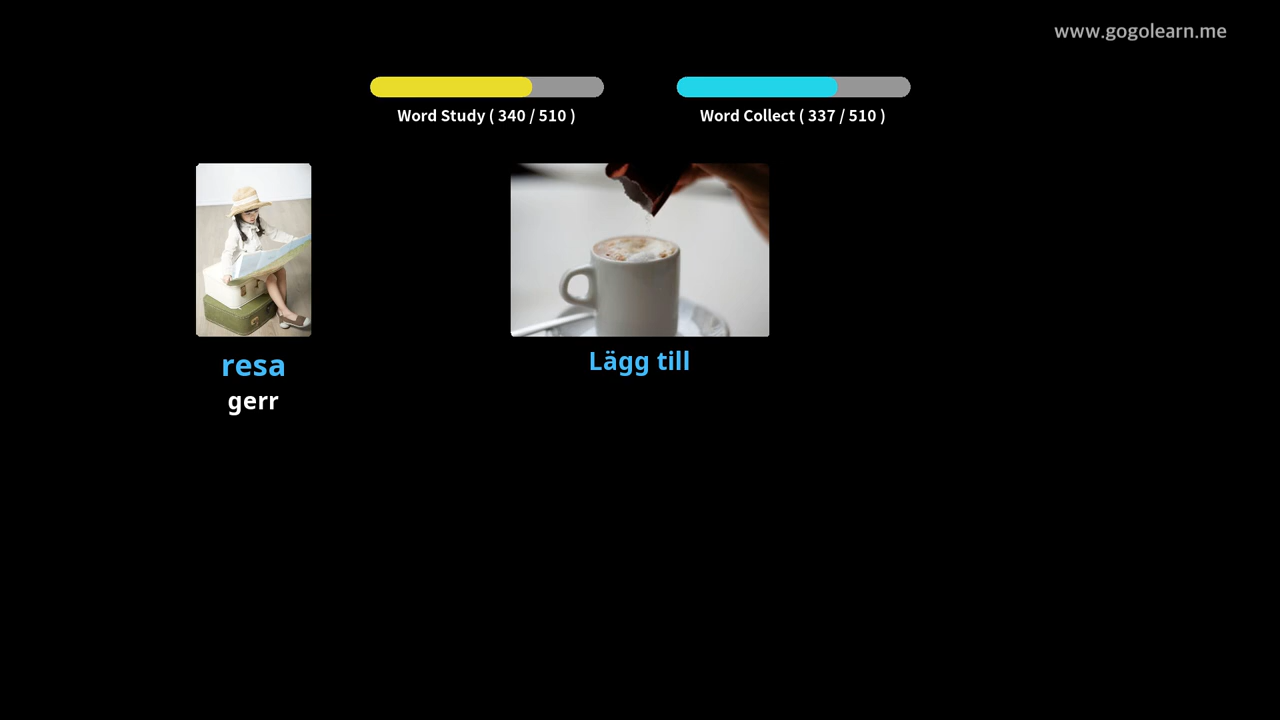 www.gogolearn.me
Word Study ( 340 / 510 )
Word Collect ( 337 / 510 )
resa
gerr
Lägg till